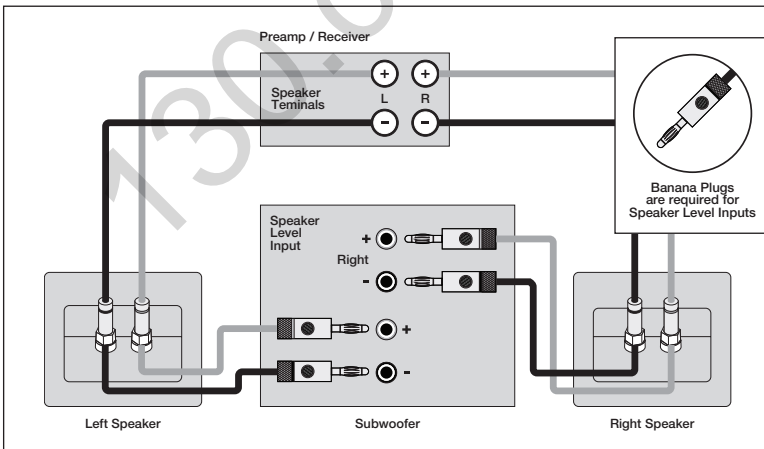 Preamp / Receiver
Speaker
Teminals
+
+
L
R
-
-
Banana Plugs
are required for
Speaker Level Inputs
Speaker
Level
Input
+
Right
-
+
-
Left Speaker
Subwoofer
Right Speaker
130.